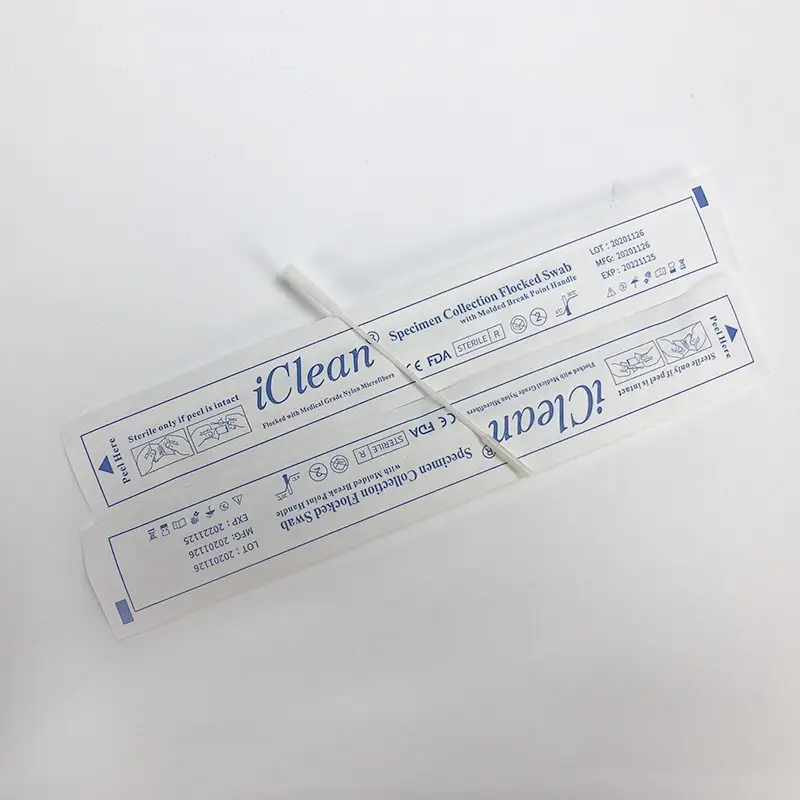 Peel Here
Sterile only if peel is intact
iClean®
Flocked with Medical Grade Nylon Microfibers
Specimen Collection Flocked Swab
with Molded Break Point Handle
CE FDA STERILE R
2
LOT : 20201126
MFG: 20201126
EXP : 20221125
Peel Here
Sterile only if peel is intact
iClean®
Flocked with Medical Grade Nylon Microfibers
Specimen Collection Flocked Swab
with Molded Break Point Handle
CE FDA STERILE R
2
LOT : 20201126
MFG: 20201126
EXP : 20221125